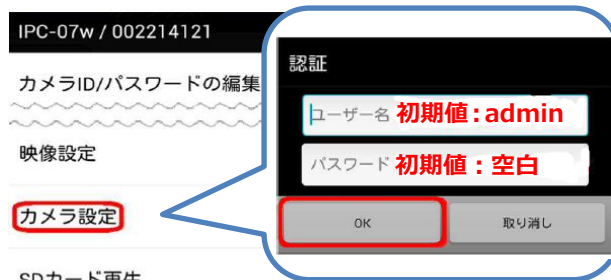 IPC-07w / 002214121
カメラID/パスワードの編集
映像設定
カメラ設定
SDカード再生
認証
ユーザー名 初期値：admin
パスワード 初期値：空白
OK
取り消し